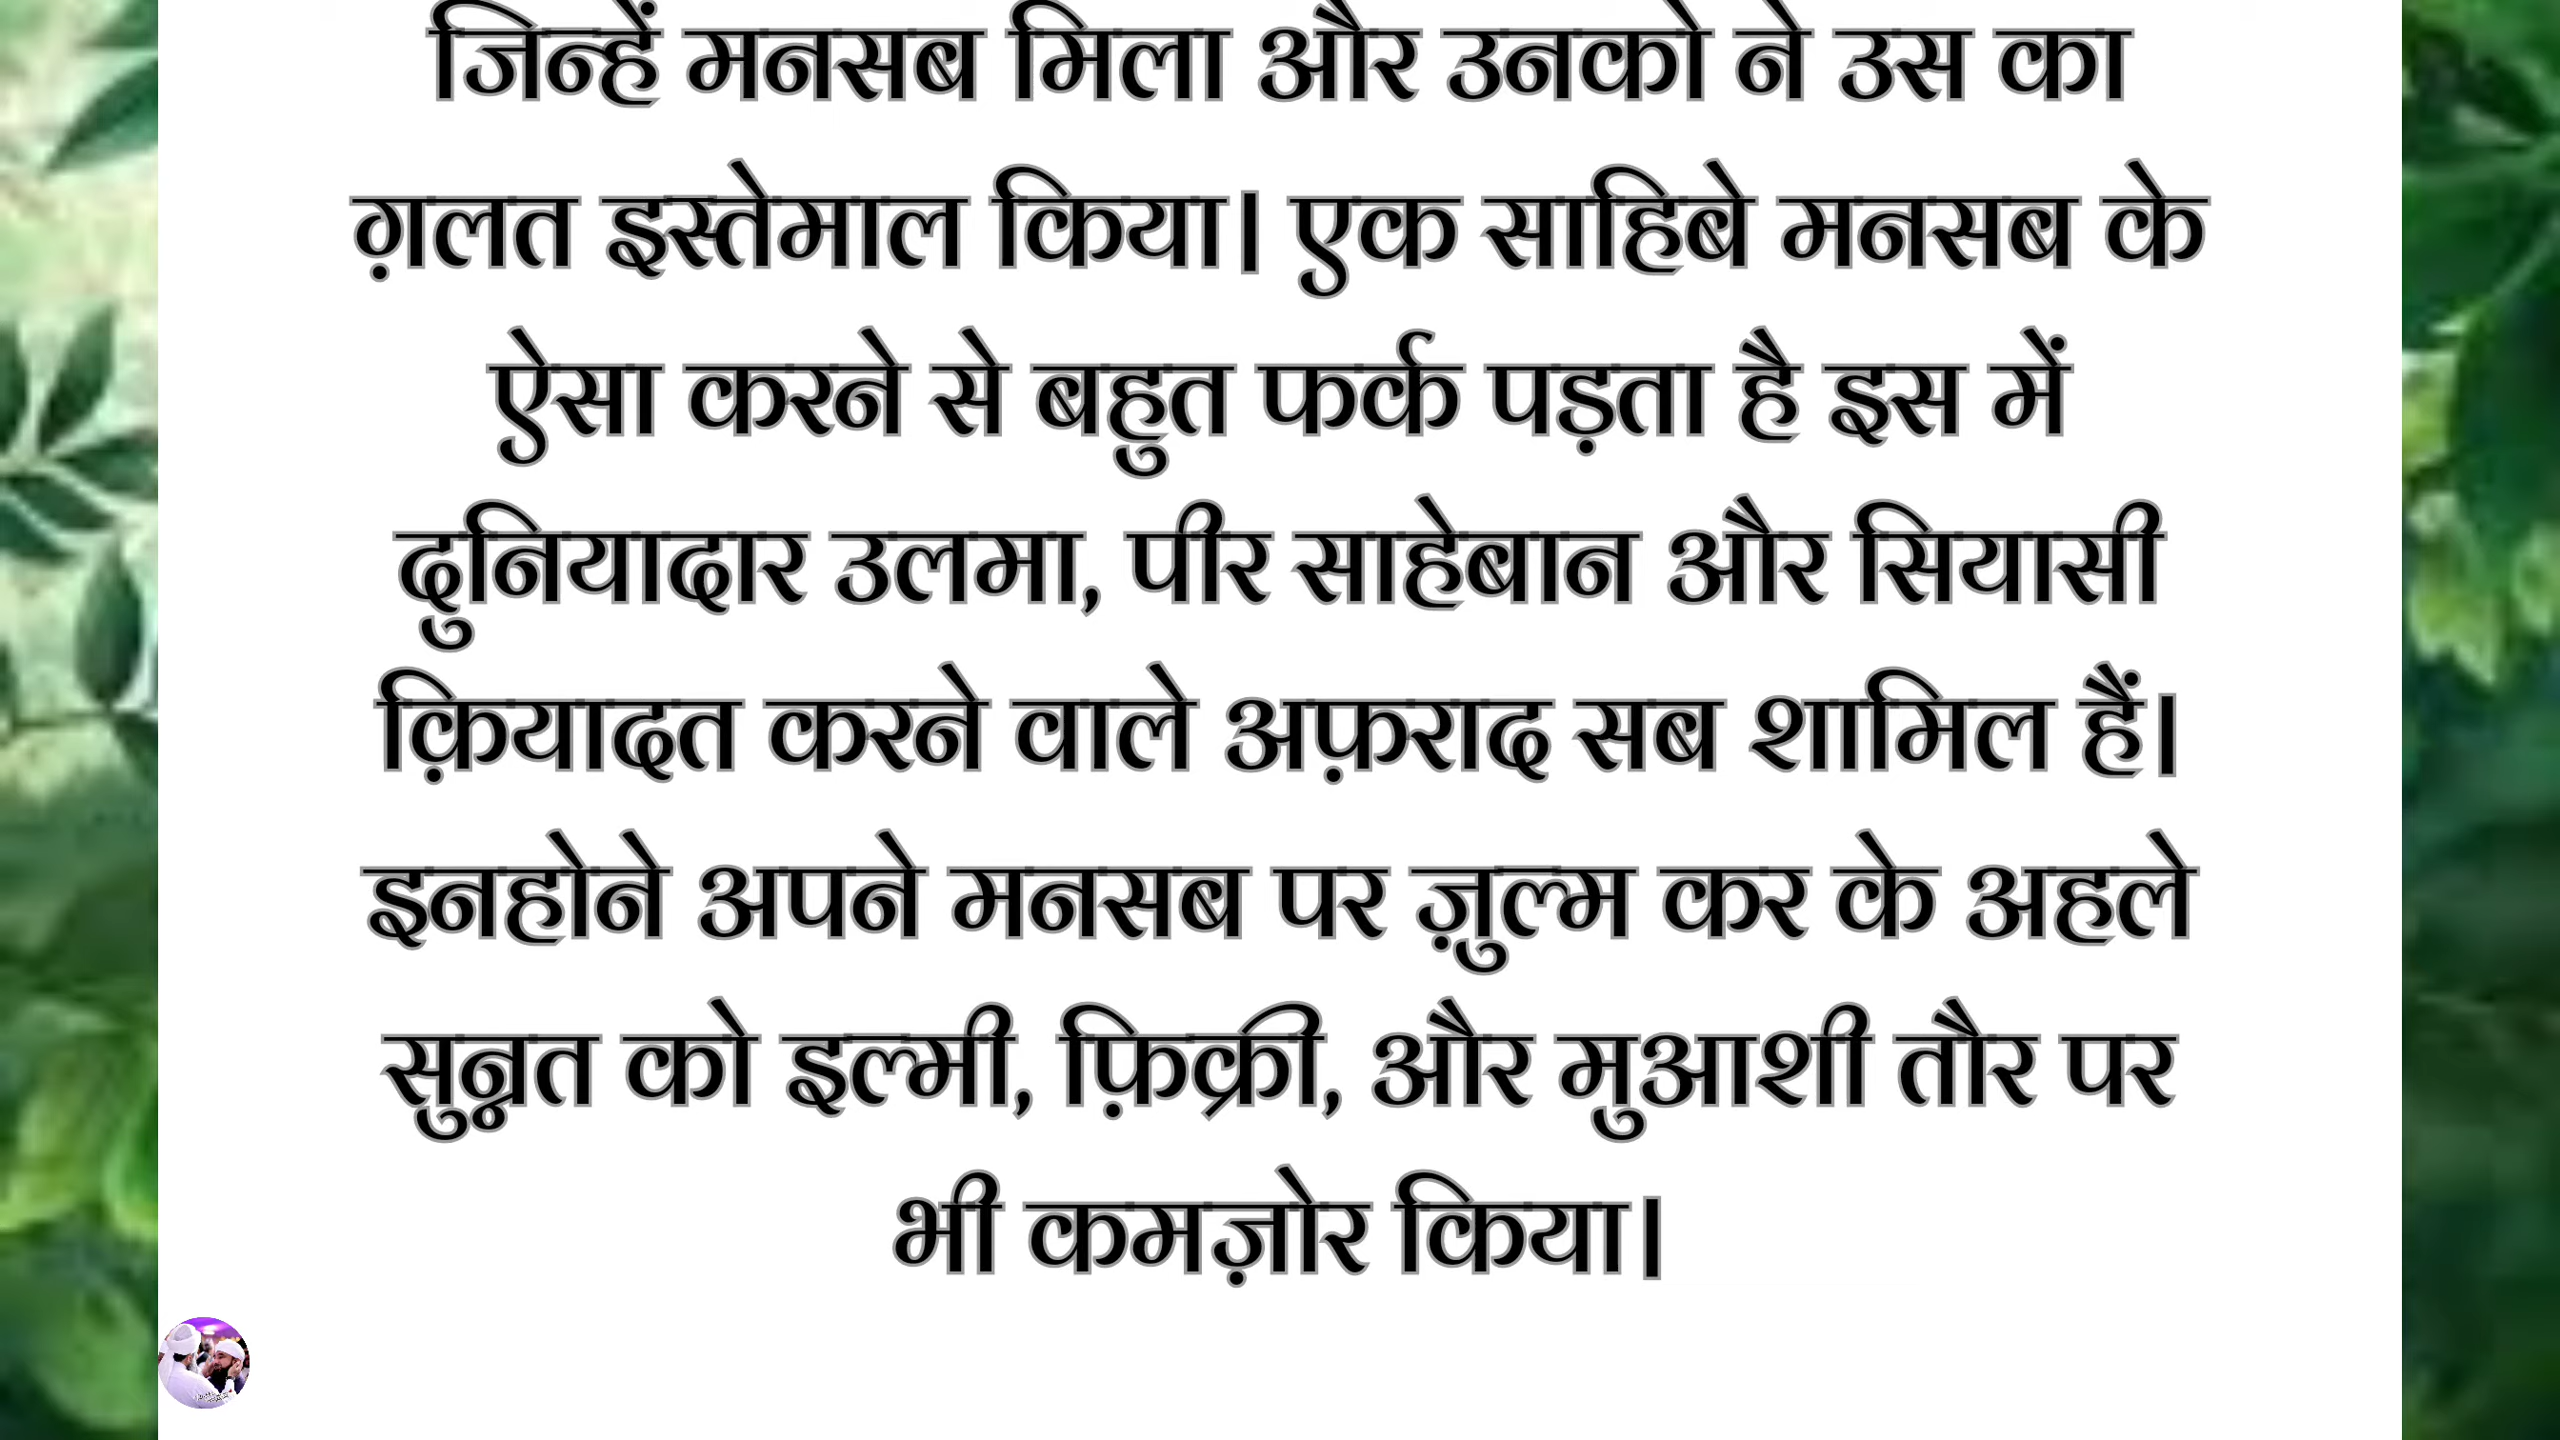 जिन्हें मनसब मिला और उनको ने उस का
ग़लत इस्तेमाल किया। एक साहिबे मनसब के
ऐसा करने से बहुत फर्क पड़ता है इस में
दुनियादार उलमा, पीर साहेबान और सियासी
क़ियादत करने वाले अफ़राद सब शामिल हैं।
इनहोने अपने मनसब पर ज़ुल्म कर के अहले
सुन्नत को इल्मी, फ़िक्री, और मुआशी तौर पर
भी कमज़ोर किया।